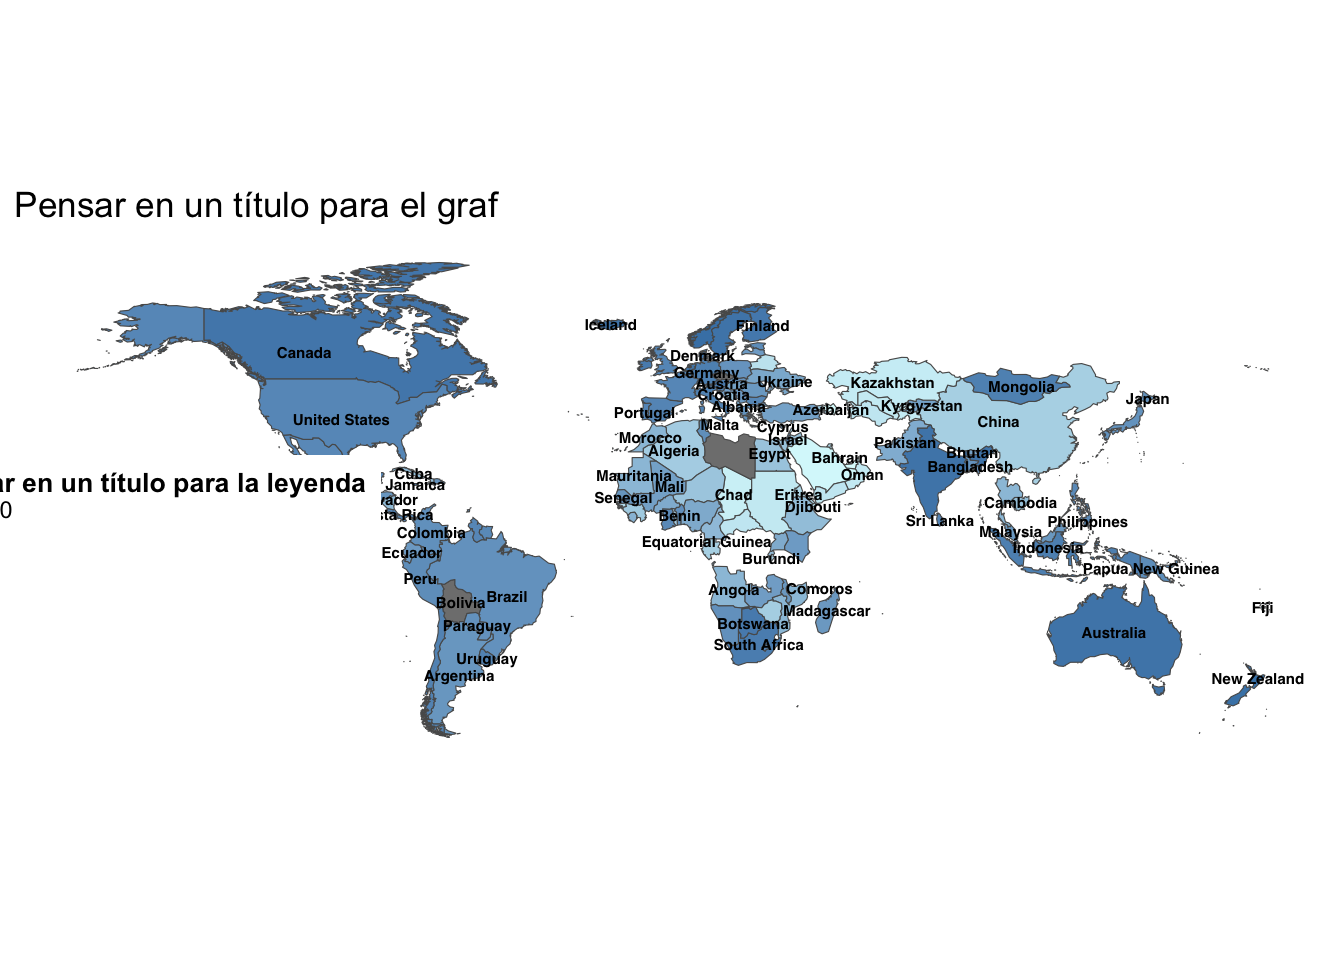 Pensar en un título para el graf
Iceland
Finland
Canada
Denmark
Germany
Austria
Ukraine
Kazakhstan
Mongolia
Croatia
Japan
Albania
Azerbaijan
Kyrgyzstan
United States
Portugal
Malta
Cyprus
China
Morocco
Israel
Pakistan
Algeria
Egypt
Bahrain
Bhutan
Bangladesh
Cuba
Mauritania
Oman
ar en un título para la leyenda
Jamaica
Mali
vador
Senegal
Chad
Eritrea
Cambodia
0
Djibouti
sta Rica
Benin
Sri Lanka
Philippines
Colombia
Malaysia
Equatorial Guinea
Indonesia
Ecuador
Burundi
Papua New Guinea
Peru
Angola
Comoros
Bolivia
Brazil
Madagascar
Fiji
Paraguay
Botswana
Australia
South Africa
Uruguay
Argentina
New Zealand